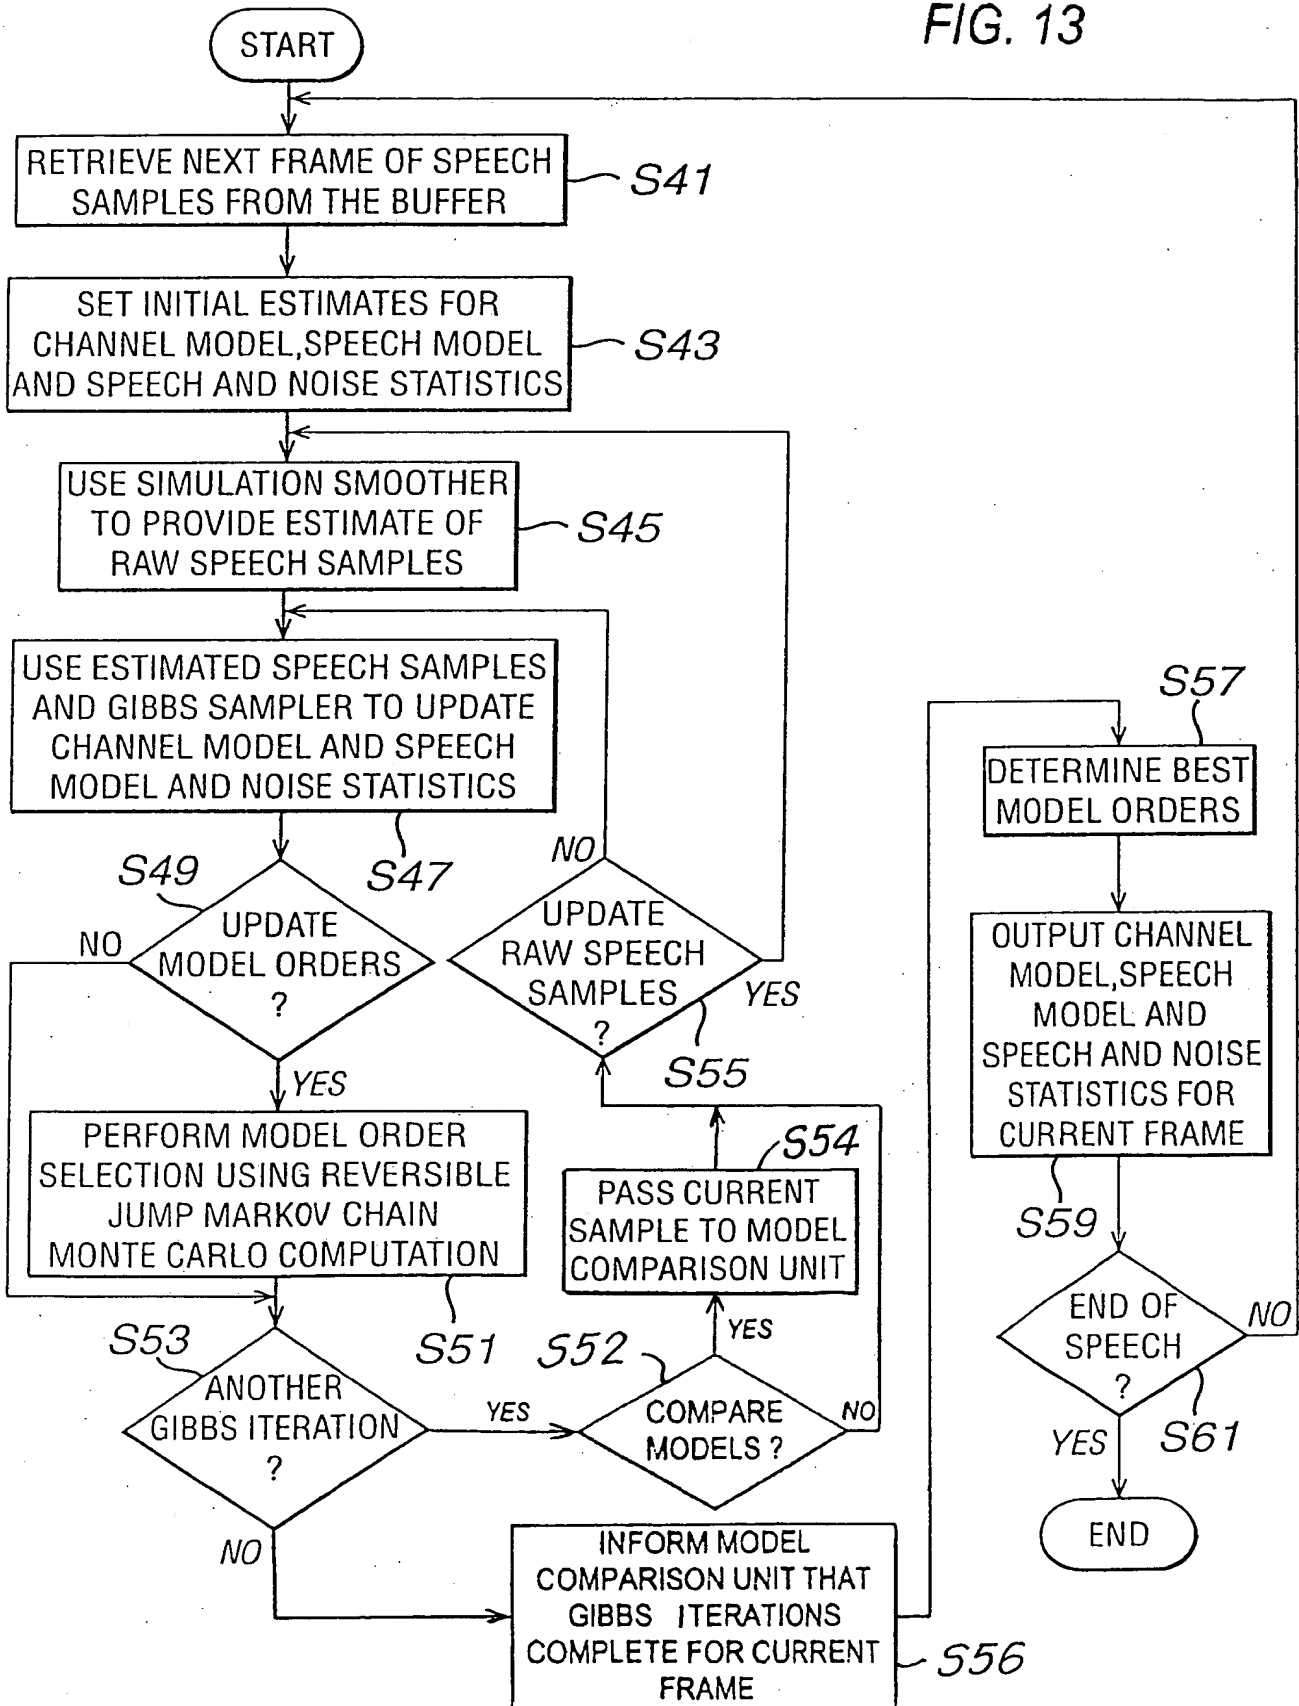 FIG. 13
START
RETRIEVE NEXT FRAME OF SPEECH
SAMPLES FROM THE BUFFER
S41
SET INITIAL ESTIMATES FOR
CHANNEL MODEL,SPEECH MODEL
AND SPEECH AND NOISE STATISTICS
S43
USE SIMULATION SMOOTHER
TO PROVIDE ESTIMATE OF
RAW SPEECH SAMPLES
S45
USE ESTIMATED SPEECH SAMPLES
AND GIBBS SAMPLER TO UPDATE
CHANNEL MODEL AND SPEECH
MODEL AND NOISE STATISTICS
S47
S49
UPDATE
MODEL ORDERS
?
NO
YES
PERFORM MODEL ORDER
SELECTION USING REVERSIBLE
JUMP MARKOV CHAIN
MONTE CARLO COMPUTATION
S51
S53
ANOTHER
GIBBS ITERATION
?
YES
NO
S52
COMPARE
MODELS ?
YES
NO
S54
PASS CURRENT
SAMPLE TO MODEL
COMPARISON UNIT
UPDATE
RAW SPEECH
SAMPLES
?
NO
YES
S55
INFORM MODEL
COMPARISON UNIT THAT
GIBBS ITERATIONS
COMPLETE FOR CURRENT
FRAME
S56
S57
DETERMINE BEST
MODEL ORDERS
OUTPUT CHANNEL
MODEL,SPEECH
MODEL AND
SPEECH AND NOISE
STATISTICS FOR
CURRENT FRAME
S59
END OF
SPEECH
?
NO
YES
S61
END